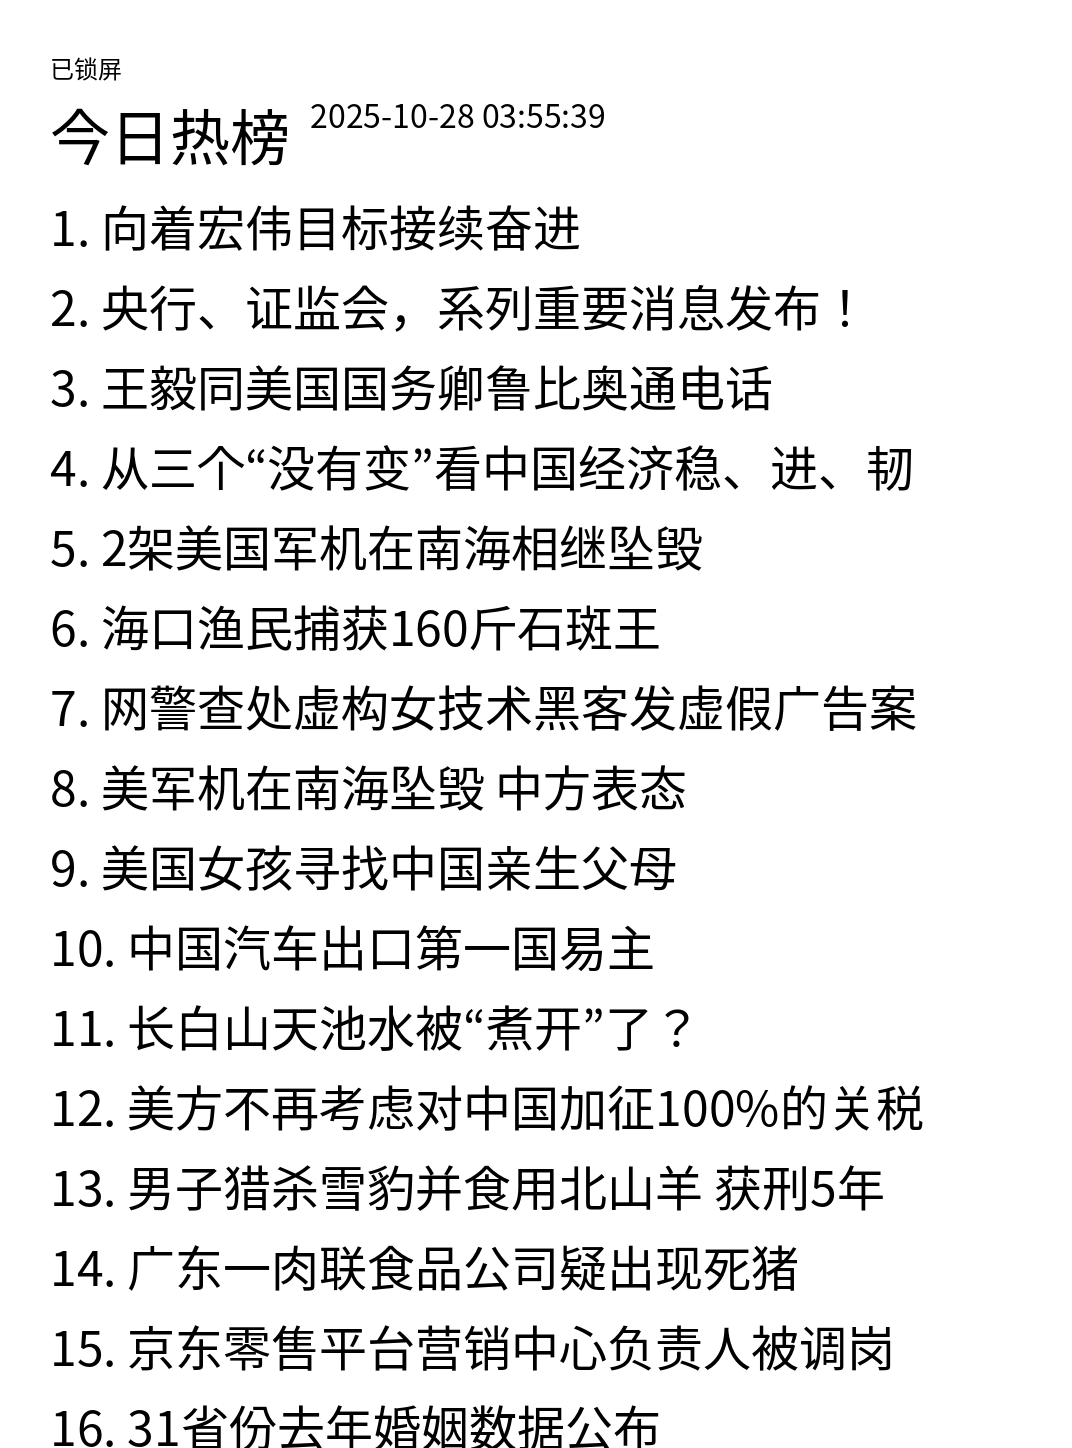 已锁屏
今日热榜 2025-10-28 03:55:39
1. 向着宏伟目标接续奋进
2. 央行、证监会，系列重要消息发布！
3. 王毅同美国国务卿鲁比奥通电话
4. 从三个“没有变”看中国经济稳、进、韧
5. 2架美国军机在南海相继坠毁
6. 海口渔民捕获160斤石斑王
7. 网警查处虚构女技术黑客发虚假广告案
8. 美军机在南海坠毁 中方表态
9. 美国女孩寻找中国亲生父母
10. 中国汽车出口第一国易主
11. 长白山天池水被“煮开”了？
12. 美方不再考虑对中国加征100%的关税
13. 男子猎杀雪豹并食用北山羊 获刑5年
14. 广东一肉联食品公司疑出现死猪
15. 京东零售平台营销中心负责人被调岗
16. 31省份去年婚姻数据公布